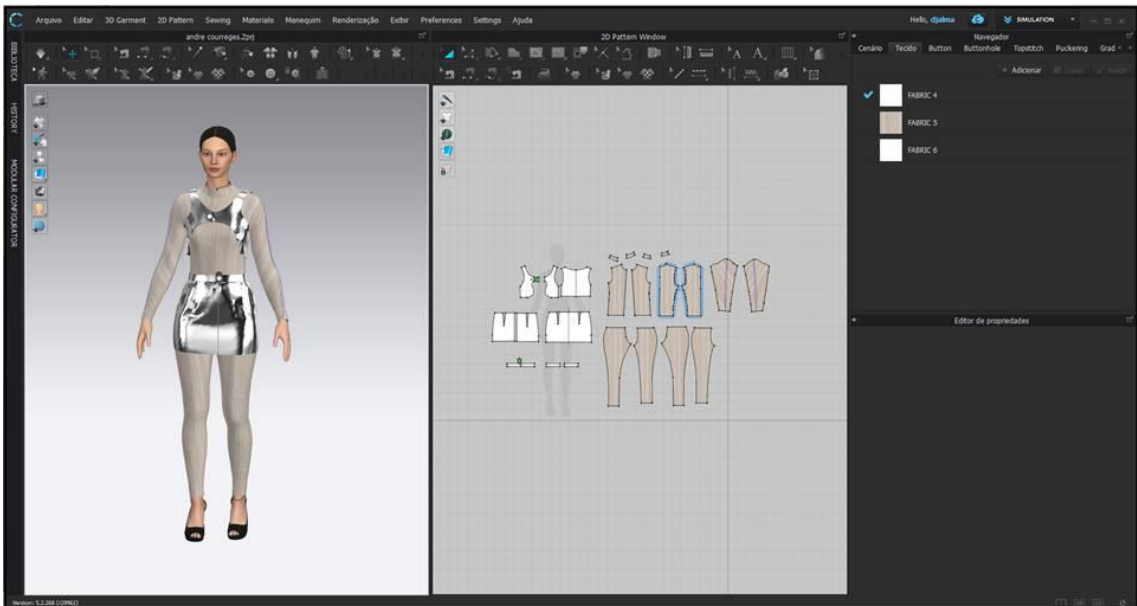 Arquivo Editar 3D Garment 2D Pattern Sewing Materials Manequim Renderização Exibir Preferences Settings Ajuda
Hello, djalma
SIMULATION
andre courreges.Zprj
2D Pattern Window
Navegador
Cenário Tecido Button Buttonhole Topstitch Puckering Grad
+ Adicionar
FABRIC 4
FABRIC 5
FABRIC 6
Editor de propriedades
BIBLIOTECA
HISTORY
MODULAR CONFIGURATOR